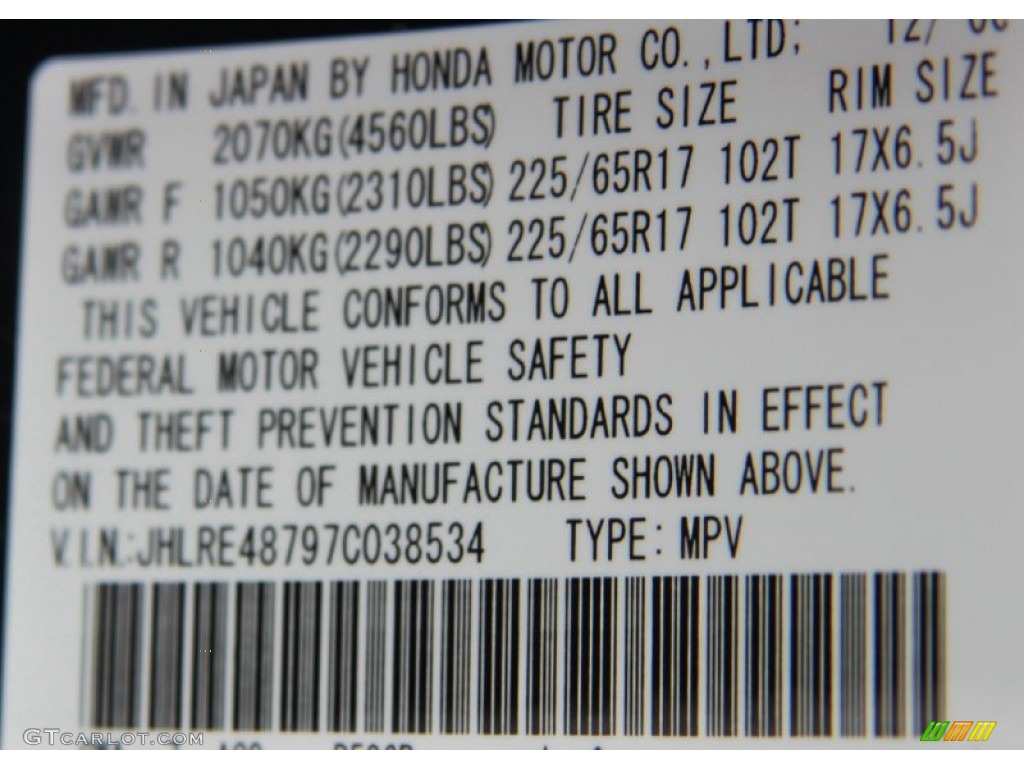 MFD. IN JAPAN BY HONDA MOTOR CO., LTD; 12/
GVWR 2070KG(4560LBS) TIRE SIZE RIM SIZE
GAWR F 1050KG(2310LBS) 225/65R17 102T 17X6.5J
GAWR R 1040KG(2290LBS) 225/65R17 102T 17X6.5J
THIS VEHICLE CONFORMS TO ALL APPLICABLE
FEDERAL MOTOR VEHICLE SAFETY
AND THEFT PREVENTION STANDARDS IN EFFECT
ON THE DATE OF MANUFACTURE SHOWN ABOVE.
V.I.N.:JHLRE48797C038534 TYPE: MPV
GTCARLOT.COM